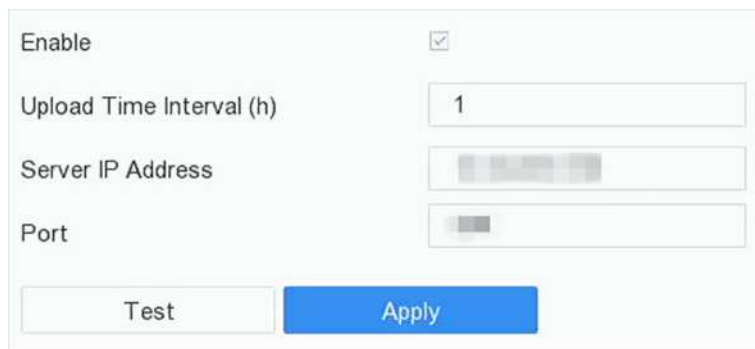 Enable
Upload Time Interval (h) 1
Server IP Address
Port
Test Apply